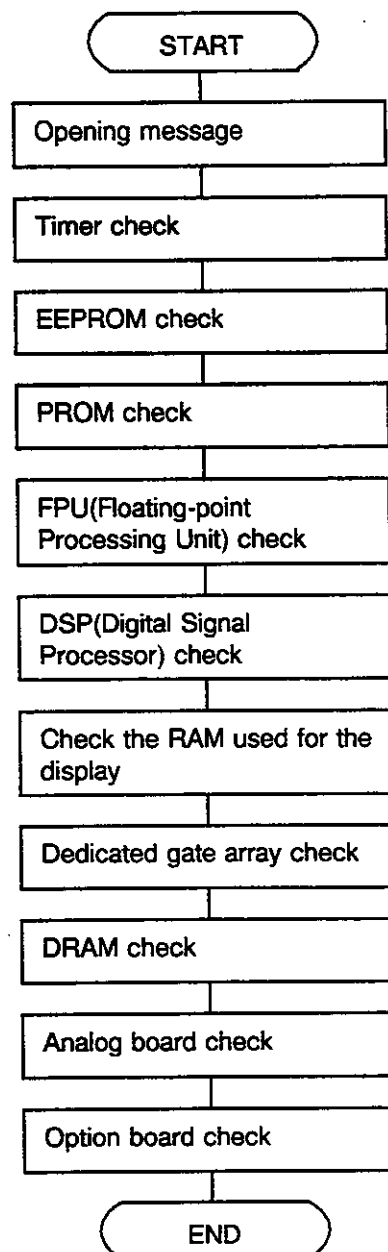 START
Opening message
Timer check
EEPROM check
PROM check
FPU(Floating-point
Processing Unit) check
DSP(Digital Signal
Processor) check
Check the RAM used for the
display
Dedicated gate array check
DRAM check
Analog board check
Option board check
END